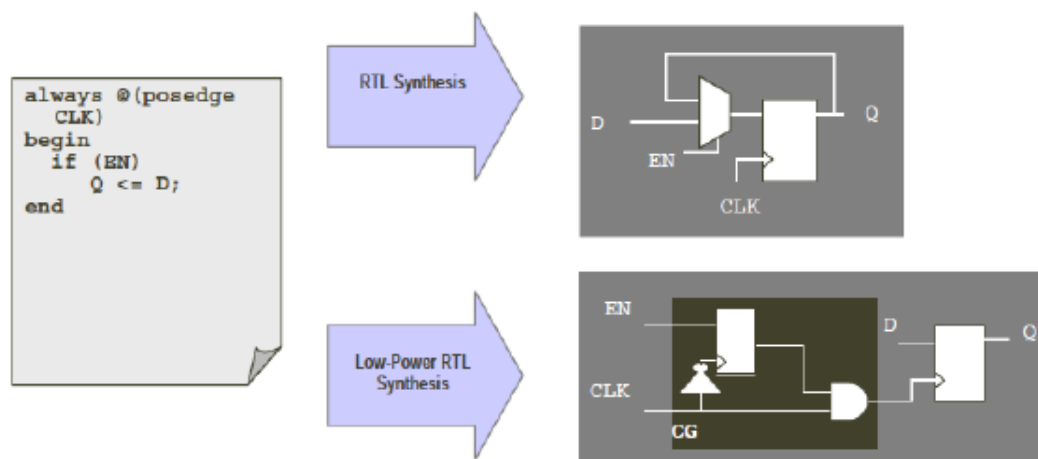 always @(posedge
CLK)
begin
if (EN)
Q <= D;
end
RTL Synthesis
D
EN
CLK
Q
Low-Power RTL
Synthesis
EN
CLK
CG
D
Q